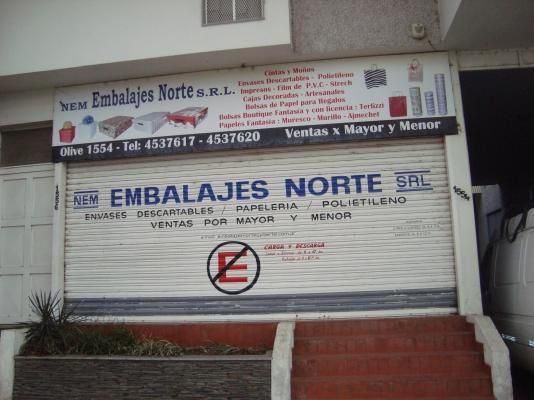 NEM Embalajes Norte S.R.L.
Cintas y Moños
Envases Descartables - Polietileno
Impresos - Film de P.V.C - Strech
Cajas Decoradas - Artesanales
Bolsas de Papel para Regalos
Bolsas Boutique Fantasia y con licencia : Terlizzi
Papeles Fantasia : Muresco - Murillo - Ajmechet
Olive 1554 - Tel: 4537617 - 4537620
Ventas x Mayor y Menor
NEM EMBALAJES NORTE SRL
ENVASES DESCARTABLES / PAPELERIA / POLIETILENO
VENTAS POR MAYOR Y MENOR
1554
E
CARGA Y DESCARGA